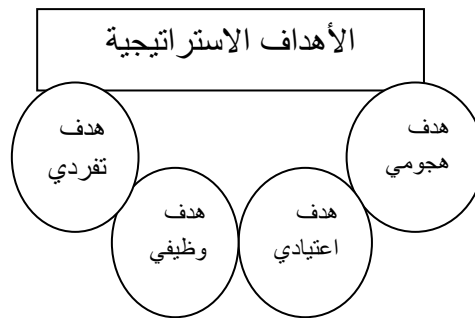 الأهداف الاستراتيجية
هدف
هجومي
هدف
اعتيادي
هدف
وظيفي
هدف
تفردي